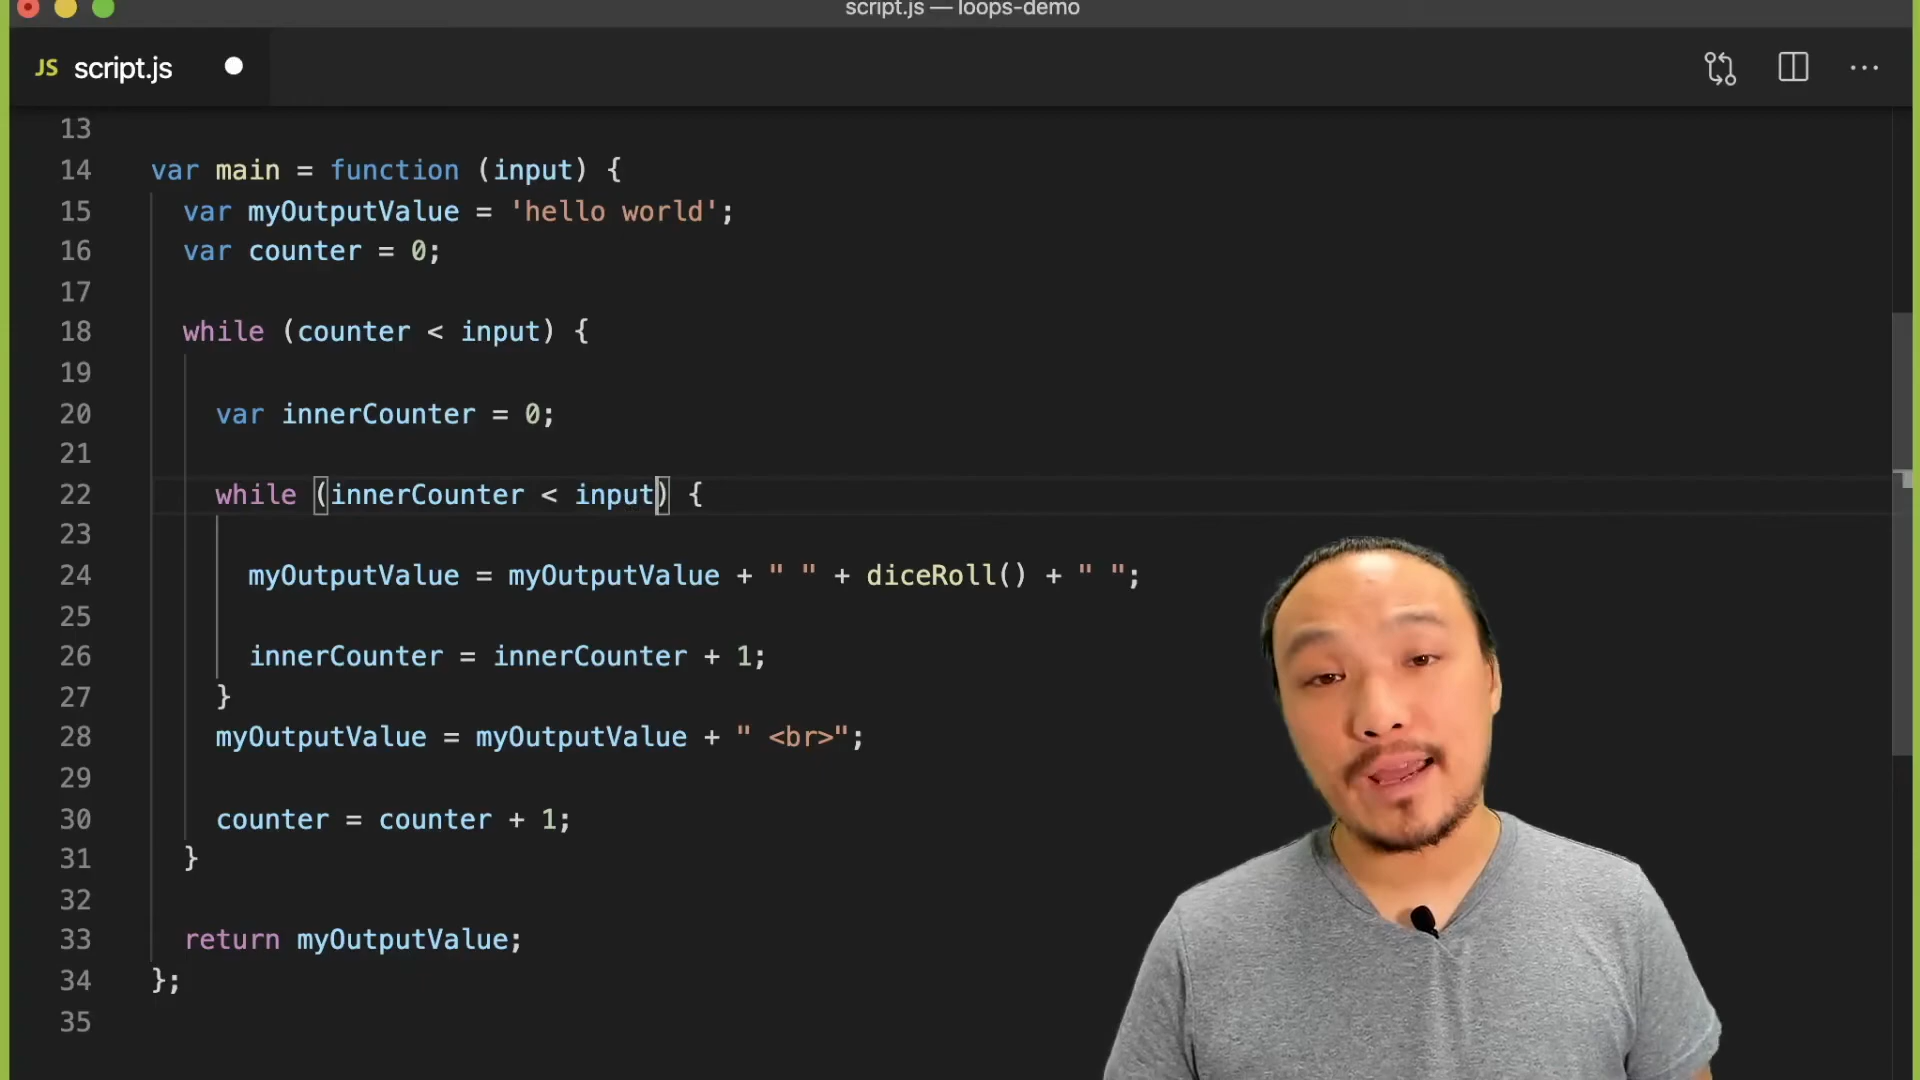 script.js — loops-demo
JS script.js
13
14 var main = function (input) {
15 var myOutputValue = 'hello world';
16 var counter = 0;
17
18 while (counter < input) {
19
20 var innerCounter = 0;
21
22 while (innerCounter < input) {
23
24 myOutputValue = myOutputValue + " " + diceRoll() + " ";
25
26 innerCounter = innerCounter + 1;
27 }
28 myOutputValue = myOutputValue + " <br>";
29
30 counter = counter + 1;
31 }
32
33 return myOutputValue;
34 };
35